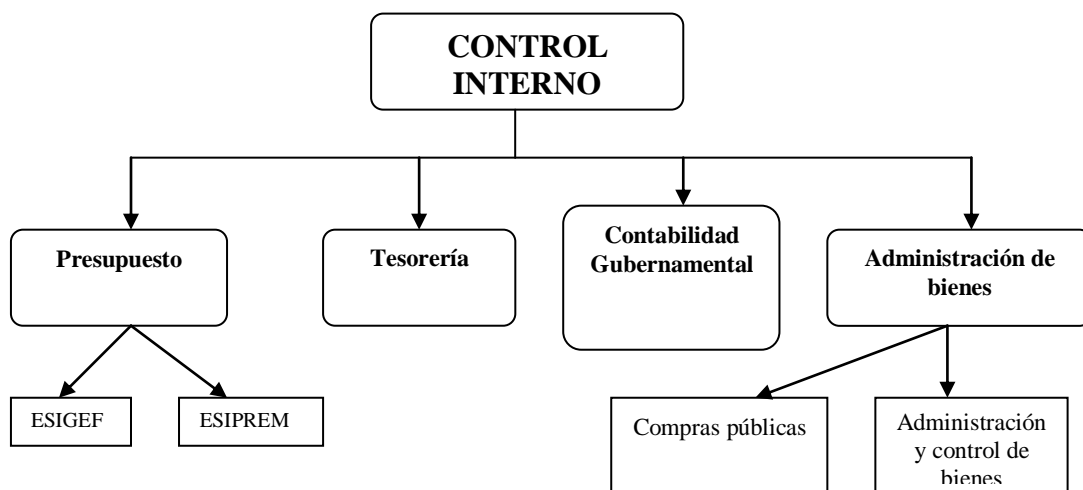 CONTROL
INTERNO
Presupuesto
Tesorería
Contabilidad
Gubernamental
Administración de
bienes
ESIGEF
ESIPREM
Compras públicas
Administración
y control de
bienes